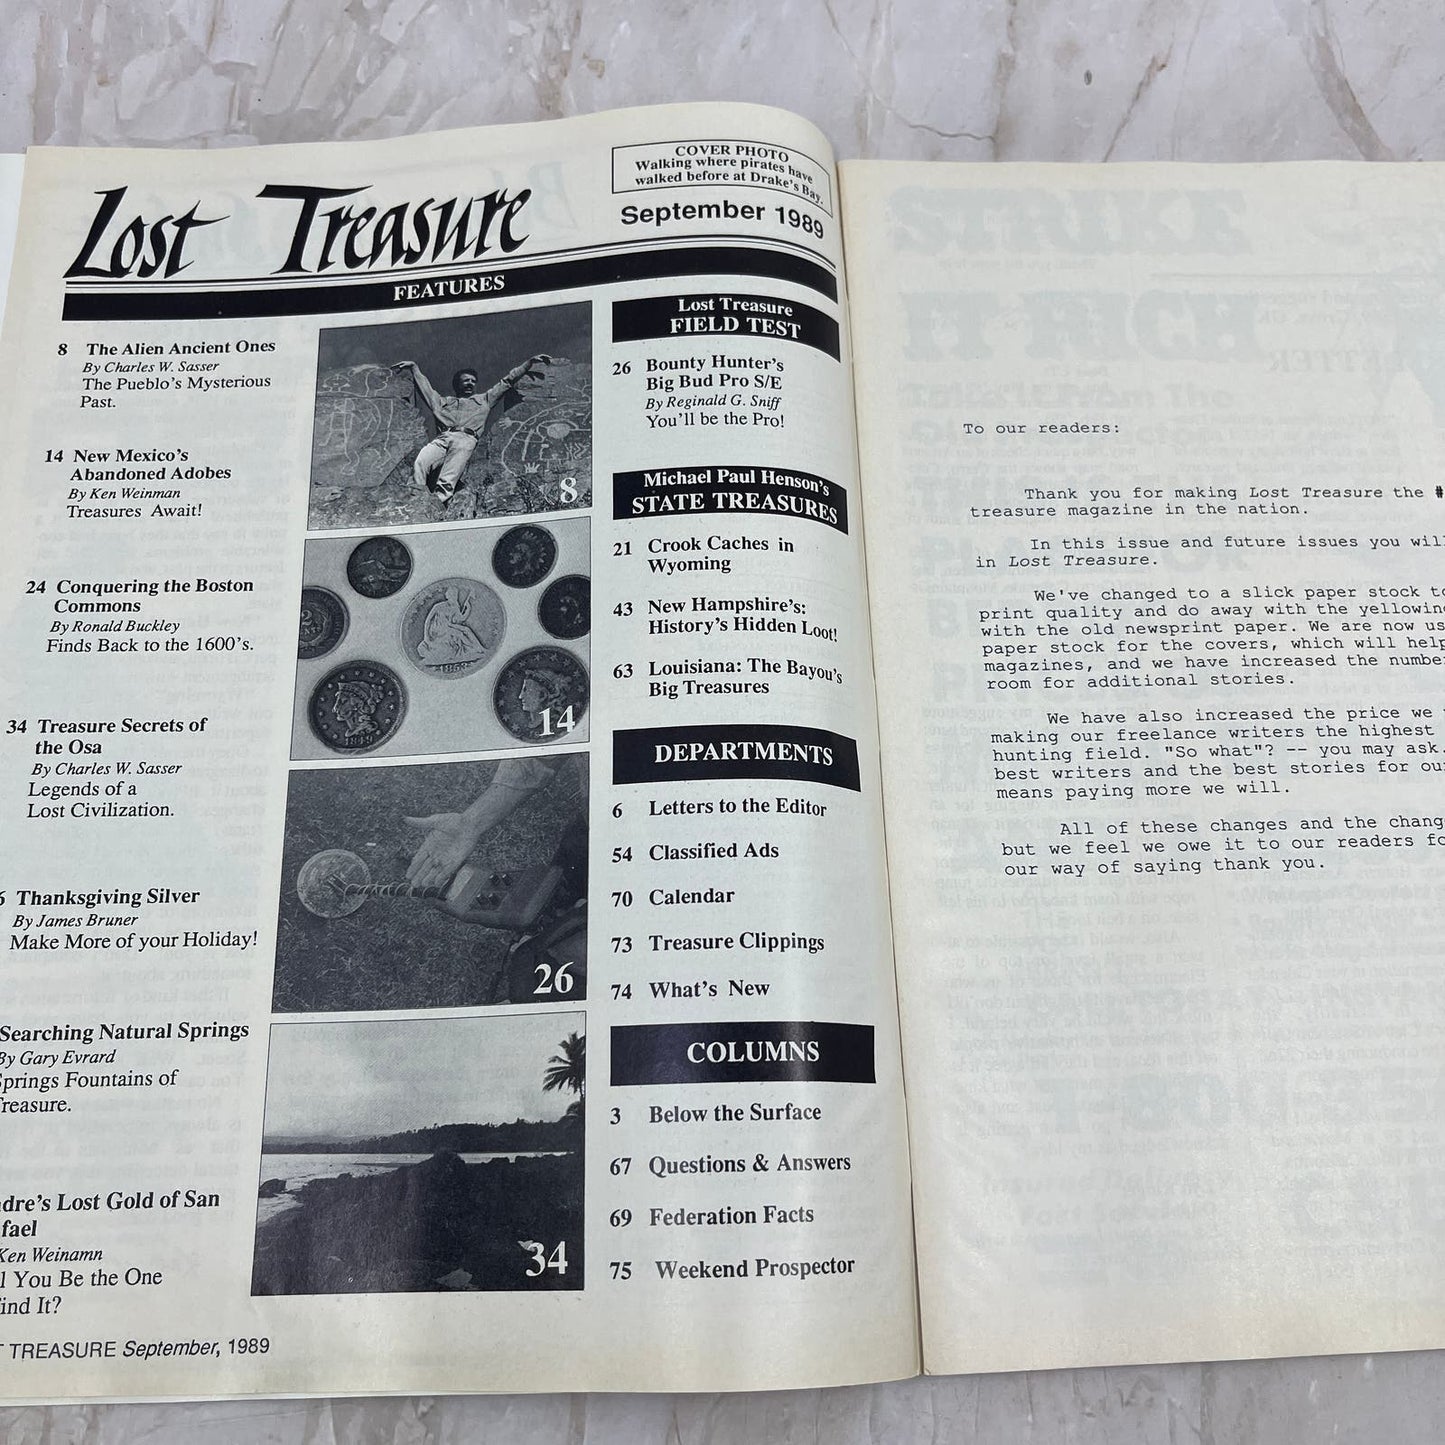 Lost Treasure
COVER PHOTO
Walking where pirates have
walked before at Drake's Bay.
September 1989
FEATURES
8 The Alien Ancient Ones
By Charles W. Sasser
The Pueblo's Mysterious
Past.
14 New Mexico's
Abandoned Adobes
By Ken Weinman
Treasures Await!
24 Conquering the Boston
Commons
By Ronald Buckley
Finds Back to the 1600's.
34 Treasure Secrets of
the Osa
By Charles W. Sasser
Legends of a
Lost Civilization.
6 Thanksgiving Silver
By James Bruner
Make More of your Holiday!
Searching Natural Springs
By Gary Evrard
Springs Fountains of
Treasure.
dre's Lost Gold of San
fael
Ken Weinamn
l You Be the One
ind It?
8
14
26
34
Lost Treasure
FIELD TEST
26 Bounty Hunter's
Big Bud Pro S/E
By Reginald G. Sniff
You'll be the Pro!
Michael Paul Henson's
STATE TREASURES
21 Crook Caches in
Wyoming
43 New Hampshire's:
History's Hidden Loot!
63 Louisiana: The Bayou's
Big Treasures
DEPARTMENTS
6 Letters to the Editor
54 Classified Ads
70 Calendar
73 Treasure Clippings
74 What's New
COLUMNS
3 Below the Surface
67 Questions & Answers
69 Federation Facts
75 Weekend Prospector
T TREASURE September, 1989
To our readers:
Thank you for making Lost Treasure the #
treasure magazine in the nation.
In this issue and future issues you will
in Lost Treasure.
We've changed to a slick paper stock to
print quality and do away with the yellowing
with the old newsprint paper. We are now us
paper stock for the covers, which will help
magazines, and we have increased the number
room for additional stories.
We have also increased the price we
making our freelance writers the highest
hunting field. "So what"? -- you may ask.
best writers and the best stories for our
means paying more we will.
All of these changes and the chang
but we feel we owe it to our readers fo
our way of saying thank you.